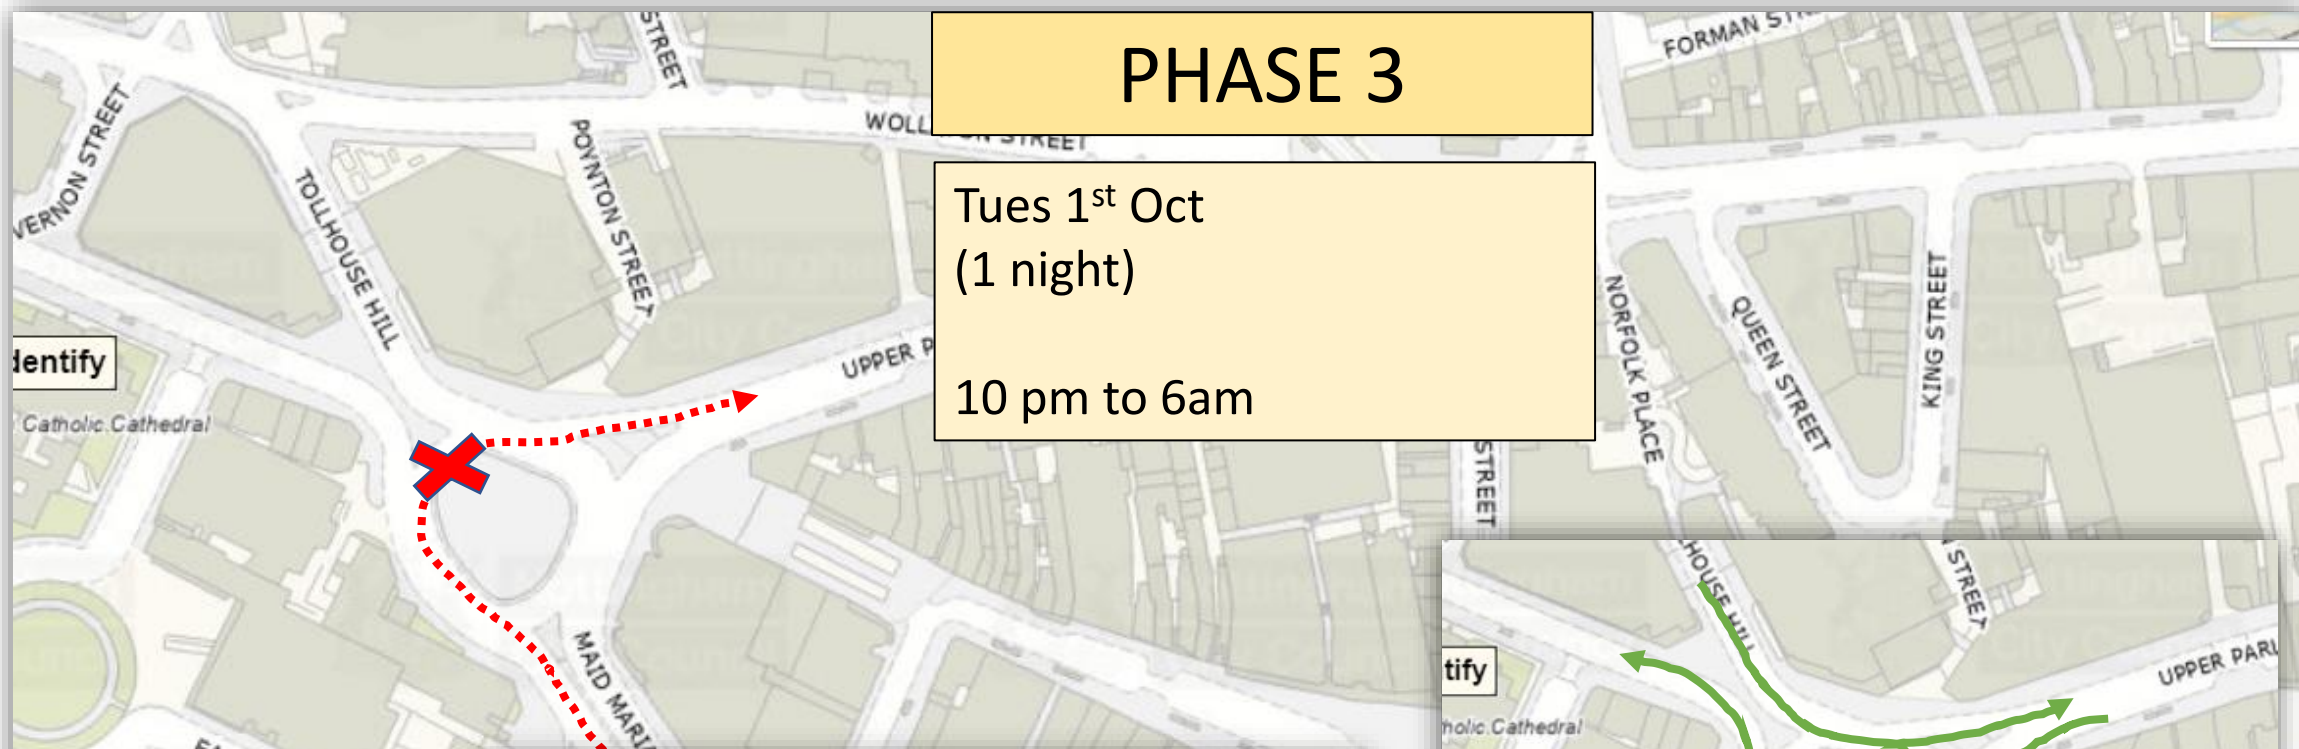 PHASE 3
Tues 1st Oct
(1 night)
10 pm to 6am
STREET
FORMAN
VERNON STREET
TOLLHOUSE HILL
POYNTON STREET
STREET
UPPER P
dentify
Catholic Cathedral
MAID MARIA
NORFOLK PLACE
QUEEN STREET
KING STREET
STREET
HOUSE HILL
STREET
UPPER PARL
tify
holic Cathedral